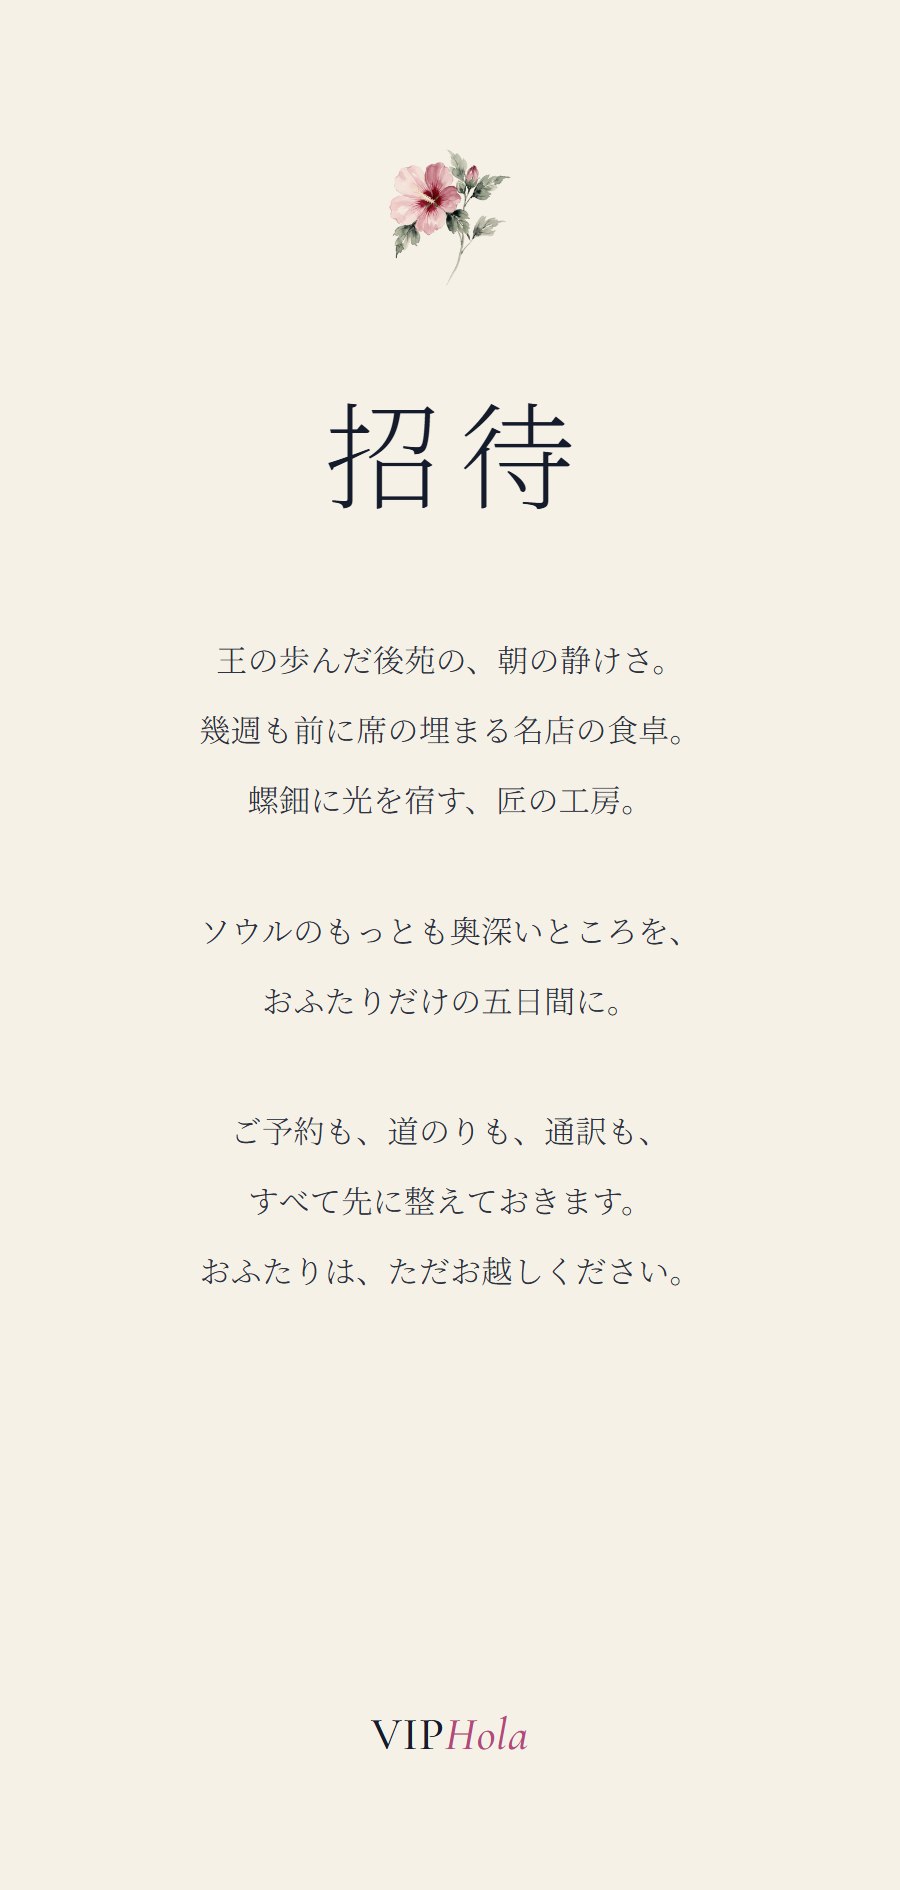 招待
王の歩んだ後苑の、朝の静けさ。
幾週も前に席の埋まる名店の食卓。
螺鈿に光を宿す、匠の工房。
ソウルのもっとも奥深いところを、
おふたりだけの五日間に。
ご予約も、道のりも、通訳も、
すべて先に整えておきます。
おふたりは、ただお越しください。
VIPHola